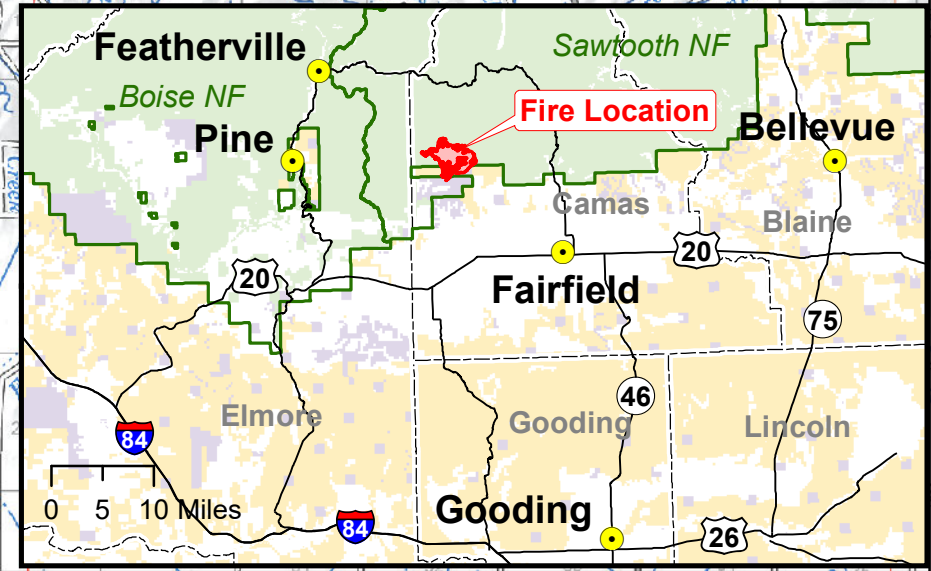 Featherville
Sawtooth NF
Boise NF
Fire Location
Pine
Bellevue
Camas
Blaine
20
20
Fairfield
75
46
Elmore
Gooding
Lincoln
84
0 5 10 Miles
Gooding
84
26
Creek